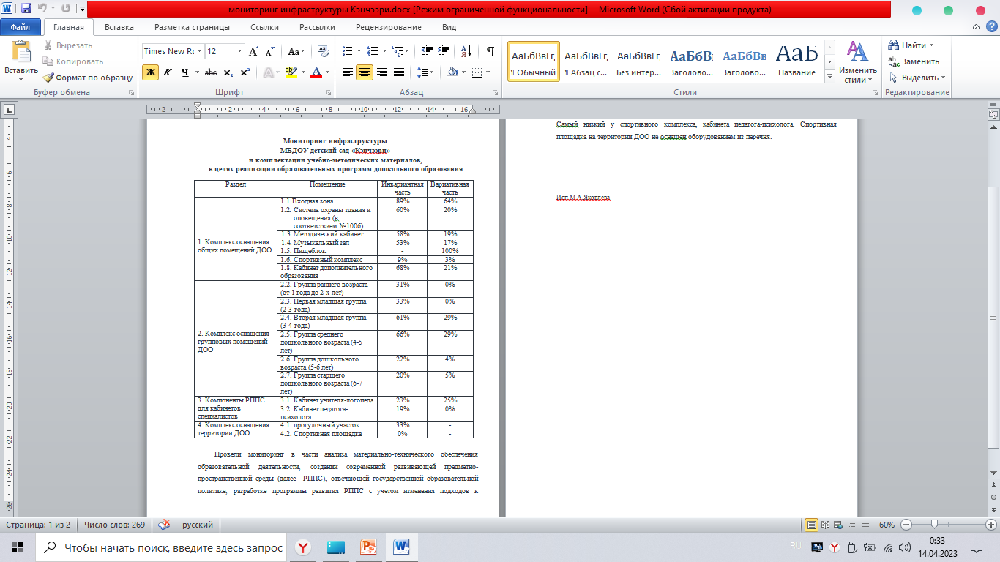 мониторинг инфраструктуры Кэнчээри.docx [Режим ограниченной функциональности] - Microsoft Word (Сбой активации продукта)
Файл Главная Вставка Разметка страницы Ссылки Рассылки Рецензирование Вид
Вставить
Вырезать
Копировать
Формат по образцу
Буфер обмена
Times New Ro 12
Ж К Ч
Шрифт
Абзац
АаБбВвГг, АаБбВвГг, АаБбВвГг, АаБбВ АаБбВв АаБ
¶ Обычный ¶ Абзац с... Без интер... Заголово... Заголово... Название
Стили
Изменить
стили
Найти
Заменить
Выделить
Редактирование
2 2 4 6 8 10 12 14 16
Мониторинг инфраструктуры
МБДОУ детский сад «Кэнчээри»
и комплектации учебно-методических материалов,
в целях реализации образовательных программ дошкольного образования
Раздел Помещение Инвариантная часть Вариативная часть
1. Комплекс оснащения
общих помещений ДОО
1.1.Входная зона 89% 64%
1.2. Система охраны здания и 60% 20%
оповещения (в
соответствием №1006)
1.3. Методический кабинет 58% 19%
1.4. Музыкальный зал 53% 17%
1.5. Пищеблок - 100%
1.6. Спортивный комплекс 9% 3%
1.8. Кабинет дополнительного 68% 21%
образования
2. Комплекс оснащения
групповых помещений
ДОО
2.2. Группа раннего возраста 31% 0%
(от 1 года до 2-х лет)
2.3. Первая младшая группа 33% 0%
(2-3 года)
2.4. Вторая младшая группа 61% 29%
(3-4 года)
2.5. Группа среднего 66% 29%
дошкольного возраста (4-5
лет)
2.6. Группа дошкольного 22% 4%
возраста (5-6 лет)
2.7. Группа старшего 20% 5%
дошкольного возраста (6-7
лет)
3. Компоненты РППС
для кабинетов
специалистов
3.1. Кабинет учителя-логопеда 23% 25%
3.2. Кабинет педагога- 19% 0%
психолога
4. Комплекс оснащения
территории ДОО
4.1. прогулочный участок 33% -
4.2. Спортивная площадка 0% -
Провели мониторинг в части анализа материально-технического обеспечения
образовательной деятельности, создании современной развивающей предметно-
пространственной среды (далее - РППС), отвечающей государственной образовательной
политике, разработке программы развития РППС с учетом изменения подходов к
Самый низкий у спортивного комплекса, кабинета педагога-психолога. Спортивная
площадка на территории ДОО не оснащен оборудованием из перечня.
Исп.М.А.Яковлева
Страница: 1 из 2 Число слов: 269 русский 60%
Чтобы начать поиск, введите здесь запрос
RU
0:33
14.04.2023